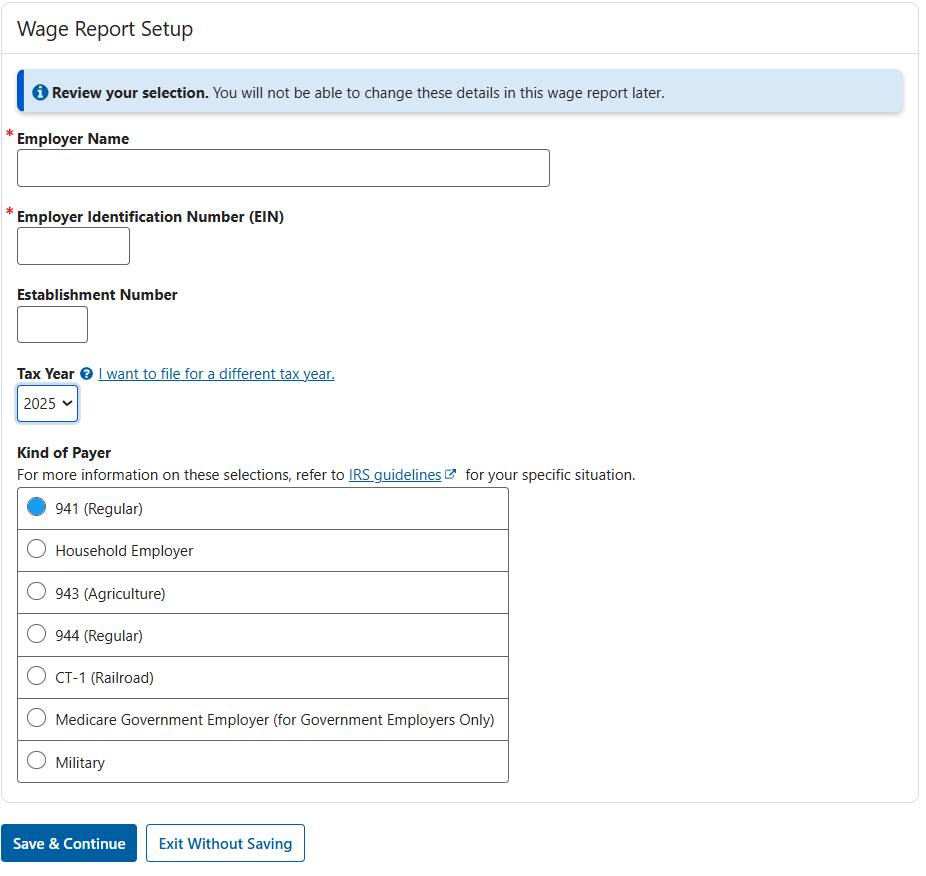 Wage Report Setup
Review your selection. You will not be able to change these details in this wage report later.
* Employer Name
* Employer Identification Number (EIN)
Establishment Number
Tax Year ? I want to file for a different tax year.
2025
Kind of Payer
For more information on these selections, refer to IRS guidelines for your specific situation.
941 (Regular)
Household Employer
943 (Agriculture)
944 (Regular)
CT-1 (Railroad)
Medicare Government Employer (for Government Employers Only)
Military
Save & Continue Exit Without Saving